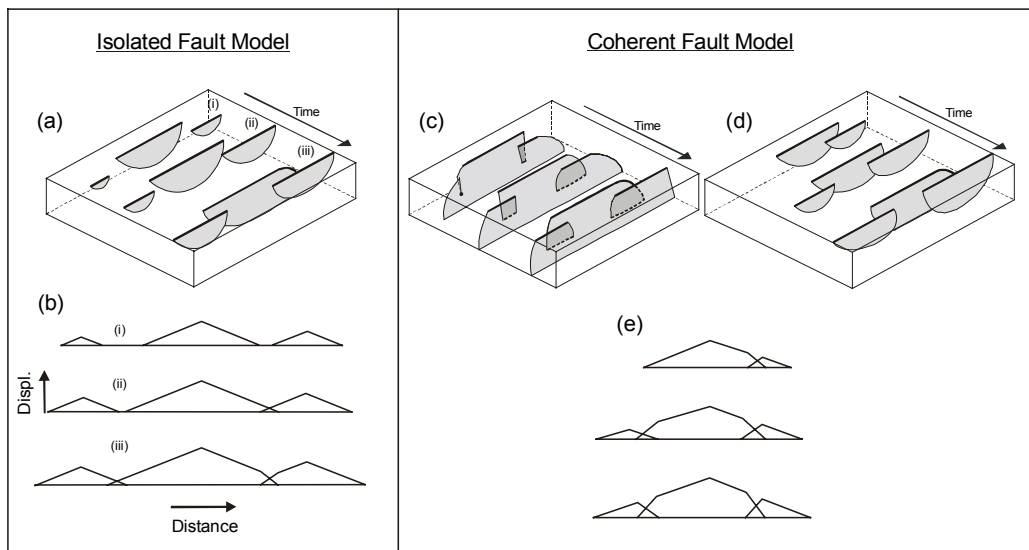 Isolated Fault Model
(a)
(i)
Time
(ii)
(iii)
(b)
(i)
(ii)
(iii)
Displ.
Distance
Coherent Fault Model
(c)
Time
(d)
Time
(e)